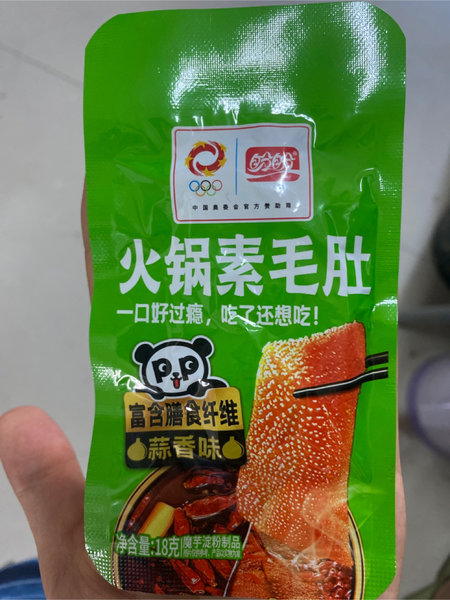 盼盼
中国奥委会官方赞助商
火锅素毛肚
一口好过瘾，吃了还想吃！
PP
富含膳食纤维
蒜香味
净含量:18克
魔芋淀粉制品